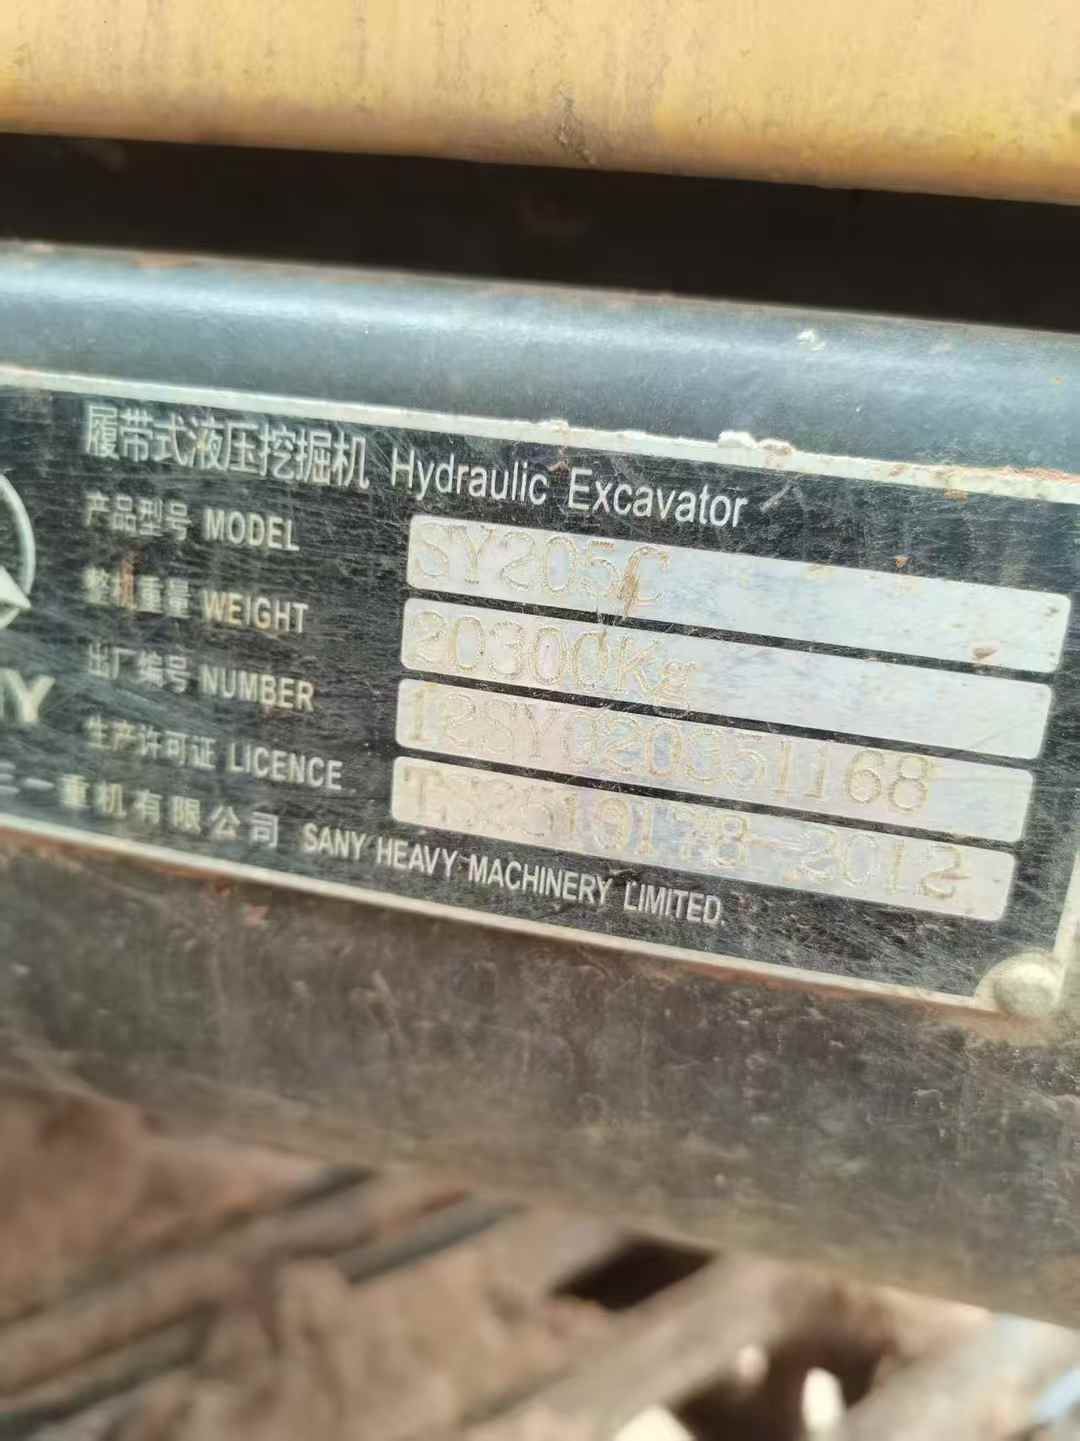 履带式液压挖掘机 Hydraulic Excavator
产品型号 MODEL SY205C
整机重量 WEIGHT 20300Kg
出厂编号 NUMBER 12SY020351168
生产许可证 LICENCE
三一重机有限公司 SANY HEAVY MACHINERY LIMITED.